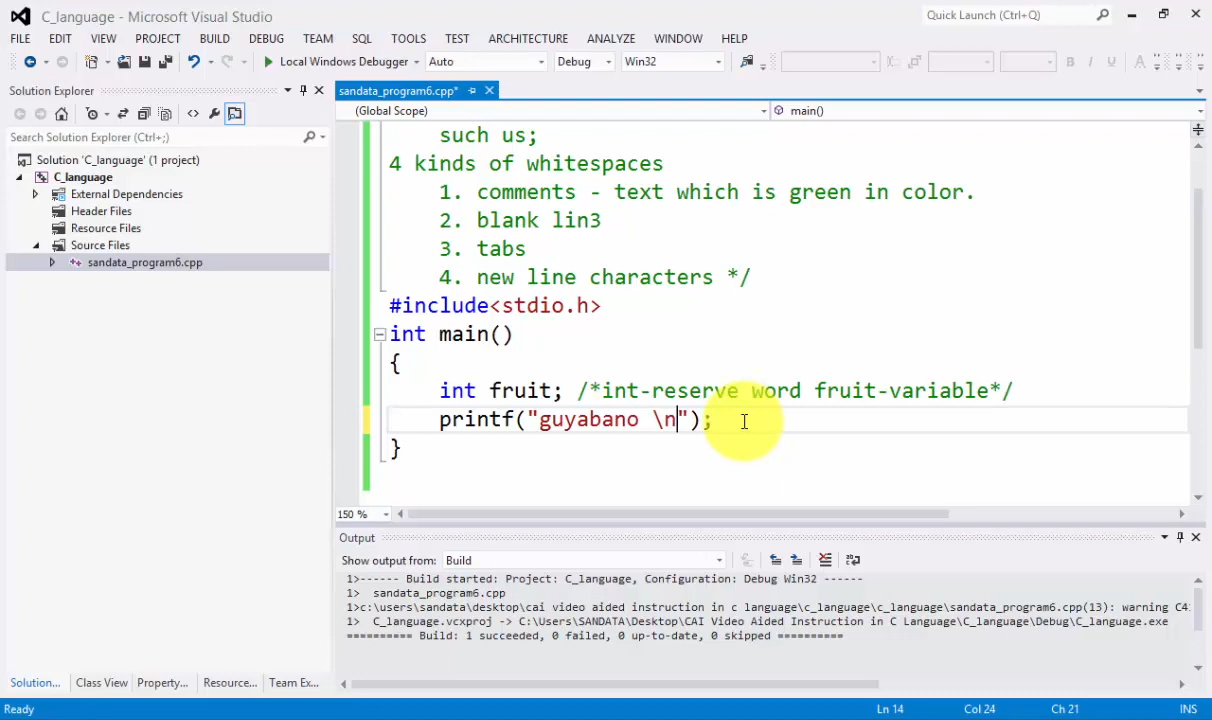 C_language - Microsoft Visual Studio
Quick Launch (Ctrl+Q)
FILE EDIT VIEW PROJECT BUILD DEBUG TEAM SQL TOOLS TEST ARCHITECTURE ANALYZE WINDOW HELP
Local Windows Debugger Auto Debug Win32
Solution Explorer
sandata_program6.cpp*
(Global Scope) main()
Search Solution Explorer (Ctrl+;)
Solution 'C_language' (1 project)
C_language
External Dependencies
Header Files
Resource Files
Source Files
sandata_program6.cpp
such us;
4 kinds of whitespaces
1. comments - text which is green in color.
2. blank lin3
3. tabs
4. new line characters */
#include<stdio.h>
int main()
{
int fruit; /*int-reserve word fruit-variable*/
printf("guyabano \n");
}
150 %
Output
Show output from: Build
1>------ Build started: Project: C_language, Configuration: Debug Win32 ------
1> sandata_program6.cpp
1>c:\users\sandata\desktop\cai video aided instruction in c language\c_language\c_language\sandata_program6.cpp(13): warning C4
1> C_language.vcxproj -> C:\Users\SANDATA\Desktop\CAI Video Aided Instruction in C Language\C_language\Debug\C_language.exe
========== Build: 1 succeeded, 0 failed, 0 up-to-date, 0 skipped ==========
Solution... Class View Property... Resource... Team Ex...
Ready Ln 14 Col 24 Ch 21 INS